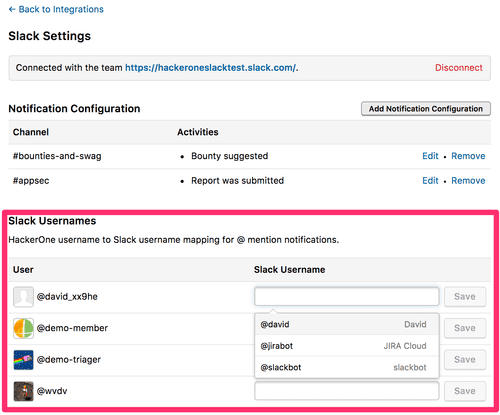 ← Back to Integrations
Slack Settings
Connected with the team https://hackeroneslacktest.slack.com/. Disconnect
Notification Configuration Add Notification Configuration
Channel Activities
#bounties-and-swag • Bounty suggested Edit • Remove
#appsec • Report was submitted Edit • Remove
Slack Usernames
HackerOne username to Slack username mapping for @ mention notifications.
User Slack Username
@david_xx9he Save
@demo-member Save
@david David
@jirabot JIRA Cloud
@demo-triager Save
@slackbot slackbot
@wvdv Save